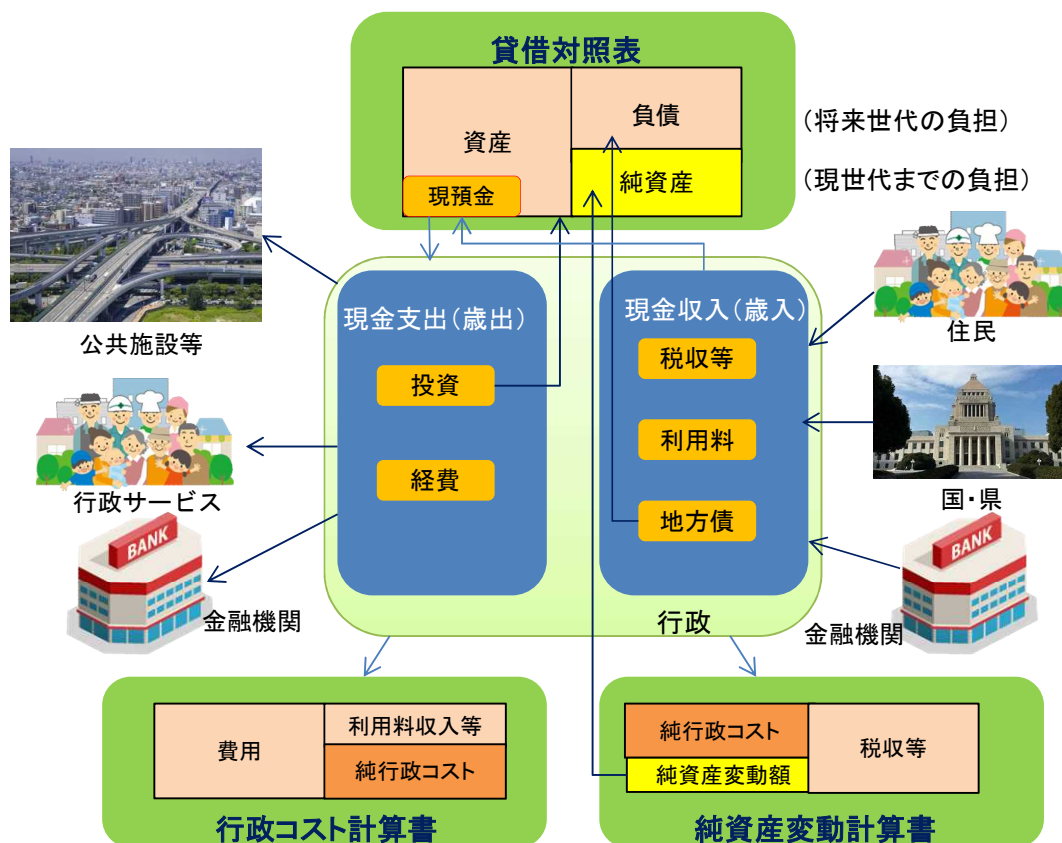 貸借対照表
資産
負債
純資産
現預金
(将来世代の負担)
(現世代までの負担)
公共施設等
行政サービス
BANK
金融機関
現金支出(歳出)
投資
経費
現金収入(歳入)
税収等
利用料
地方債
行政
住民
国・県
BANK
金融機関
費用
利用料収入等
純行政コスト
行政コスト計算書
純行政コスト
純資産変動額
税収等
純資産変動計算書